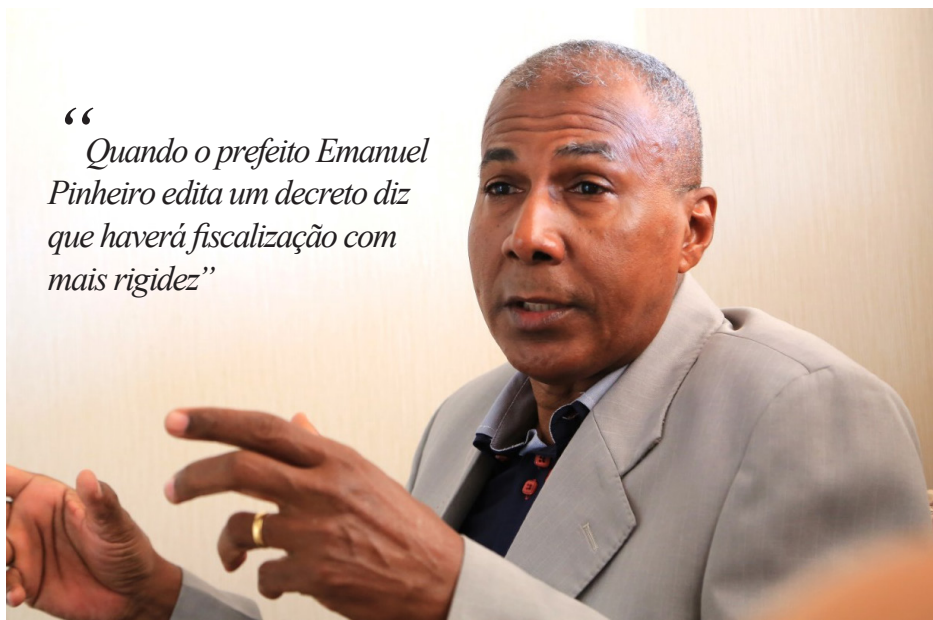 “
Quando o prefeito Emanuel
Pinheiro edita um decreto diz
que haverá fiscalização com
mais rigidez”